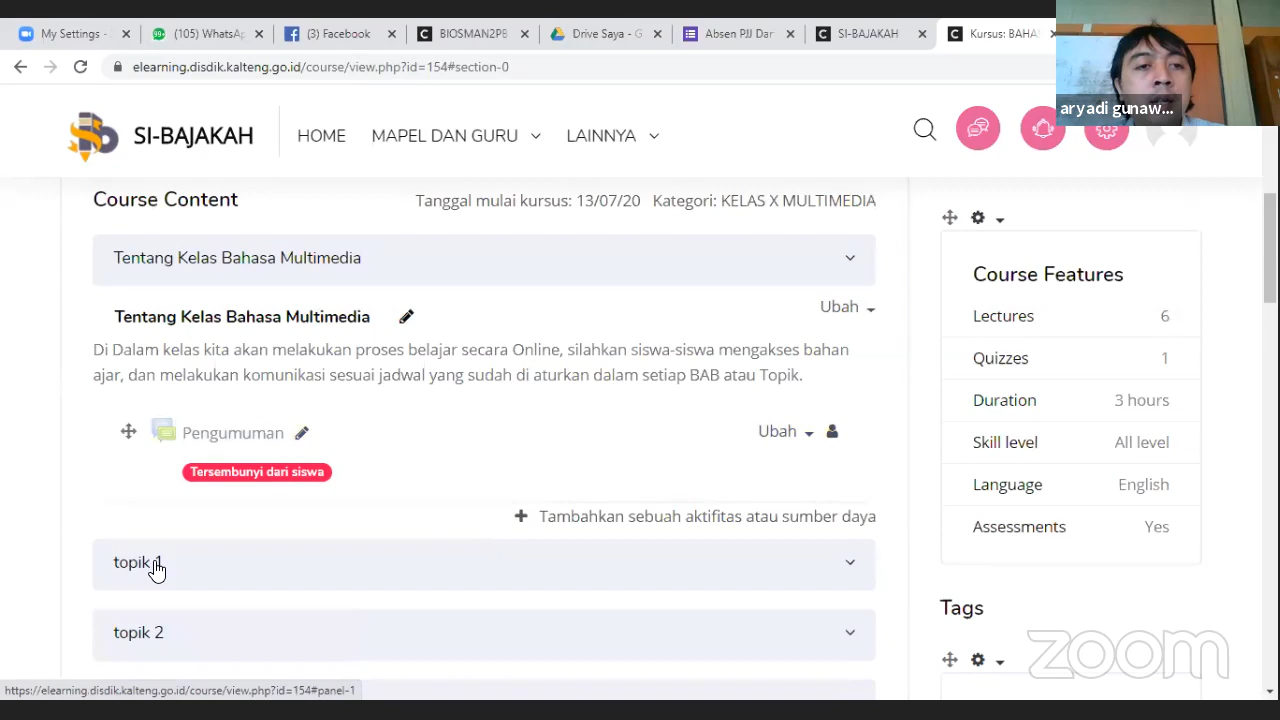 My Settings -
99+
(105) WhatsAp
(3) Facebook
BIOSMAN2PB
Drive Saya - G
Absen PJJ Dar
SI-BAJAKAH
Kursus: BAHA
elearning.disdik.kalteng.go.id/course/view.php?id=154#section-0
aryadi gunaw...
SI-BAJAKAH
HOME
MAPEL DAN GURU
LAINNYA
Course Content
Tanggal mulai kursus: 13/07/20
Kategori: KELAS X MULTIMEDIA
Tentang Kelas Bahasa Multimedia
Ubah
Tentang Kelas Bahasa Multimedia
Di Dalam kelas kita akan melakukan proses belajar secara Online, silahkan siswa-siswa mengakses bahan
ajar, dan melakukan komunikasi sesuai jadwal yang sudah di aturkan dalam setiap BAB atau Topik.
Pengumuman
Ubah
Tersembunyi dari siswa
Tambahkan sebuah aktifitas atau sumber daya
topik 1
topik 2
Course Features
Lectures 6
Quizzes 1
Duration 3 hours
Skill level All level
Language English
Assessments Yes
Tags
zoom
https://elearning.disdik.kalteng.go.id/course/view.php?id=154#panel-1